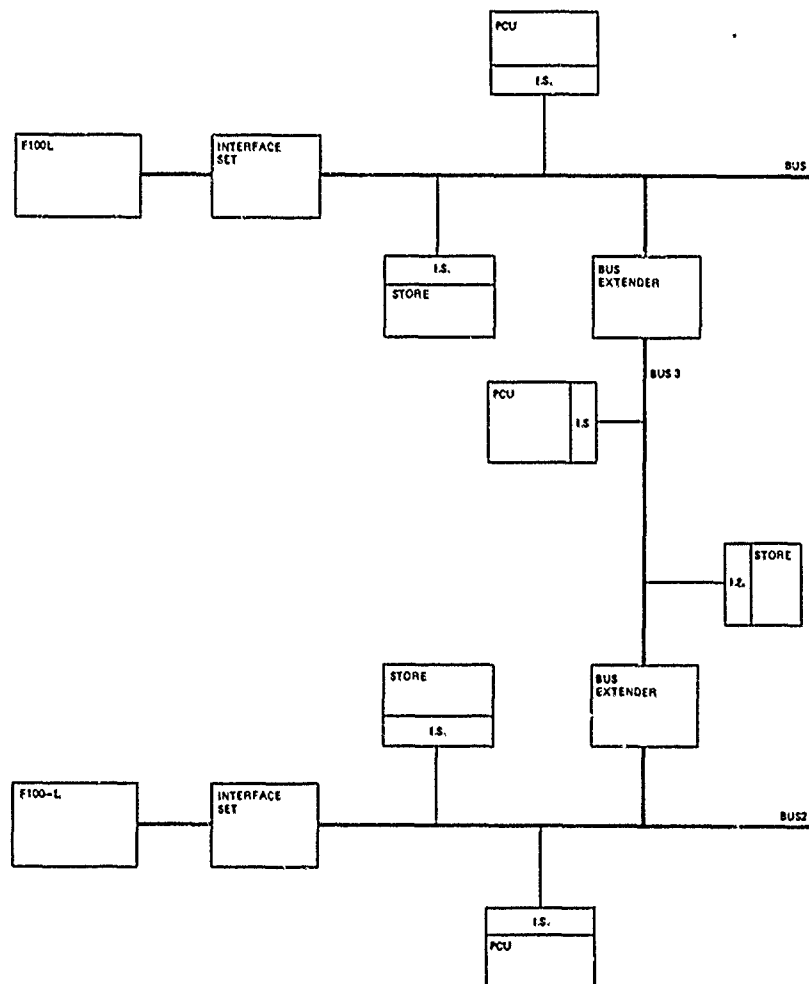 PCU
I.S.
F100L
INTERFACE
SET
BUS
I.S.
STORE
BUS
EXTENDER
BUS 3
PCU
I.S
I.S.
STORE
STORE
I.S.
BUS
EXTENDER
F100-L
INTERFACE
SET
BUS2
I.S.
PCU